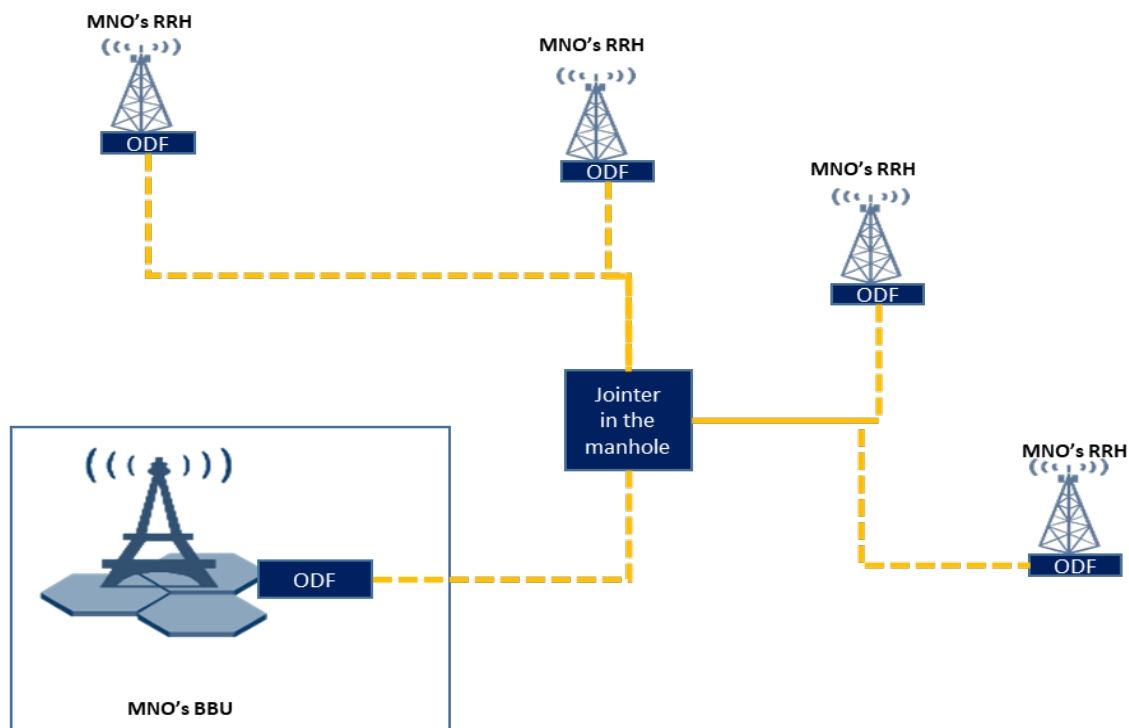 MNO's RRH
ODF
MNO's RRH
ODF
MNO's RRH
ODF
Jointer
in the
manhole
MNO's RRH
ODF
ODF
MNO's BBU